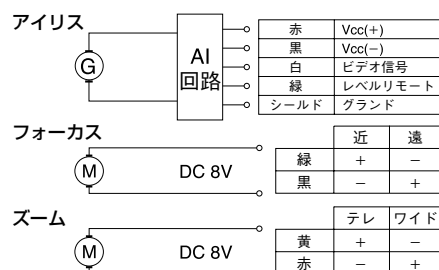 アイリス
G
AI
回路
赤 Vcc(+)
黒 Vcc(−)
白 ビデオ信号
緑 レベルリモート
シールド グランド
フォーカス
M
DC 8V
近 遠
緑 + −
黒 − +
ズーム
M
DC 8V
テレ ワイド
黄 + −
赤 − +